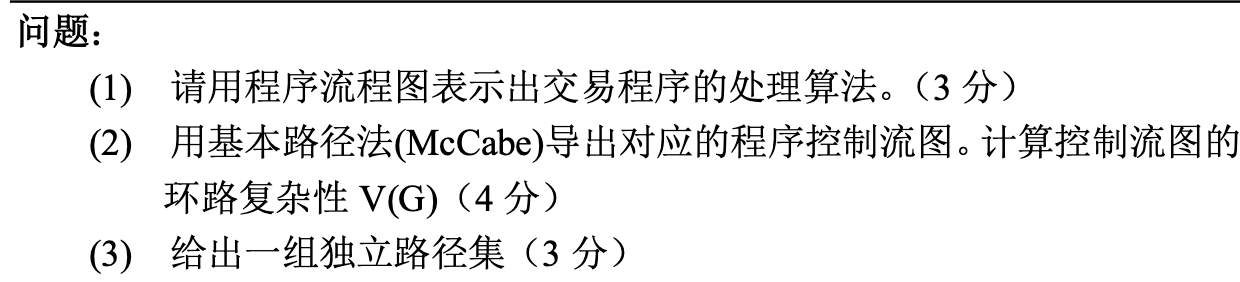 问题：
(1) 请用程序流程图表示出交易程序的处理算法。（3 分）
(2) 用基本路径法(McCabe)导出对应的程序控制流图。计算控制流图的
环路复杂性 V(G)（4 分）
(3) 给出一组独立路径集（3 分）